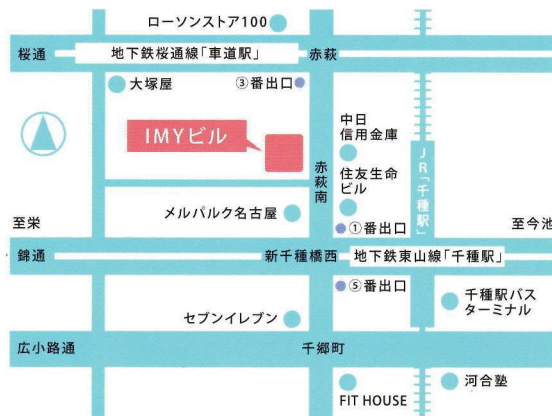 ローソンストア100
桜通
地下鉄桜通線「車道駅」
赤萩
大塚屋
③番出口
IMYビル
中日
信用金庫
赤萩南
住友生命
ビル
JR「千種駅」
メルパルク名古屋
至栄
①番出口
至今池
錦通
新千種橋西
地下鉄東山線「千種駅」
⑤番出口
千種駅バス
ターミナル
セブンイレブン
広小路通
千郷町
FIT HOUSE
河合塾